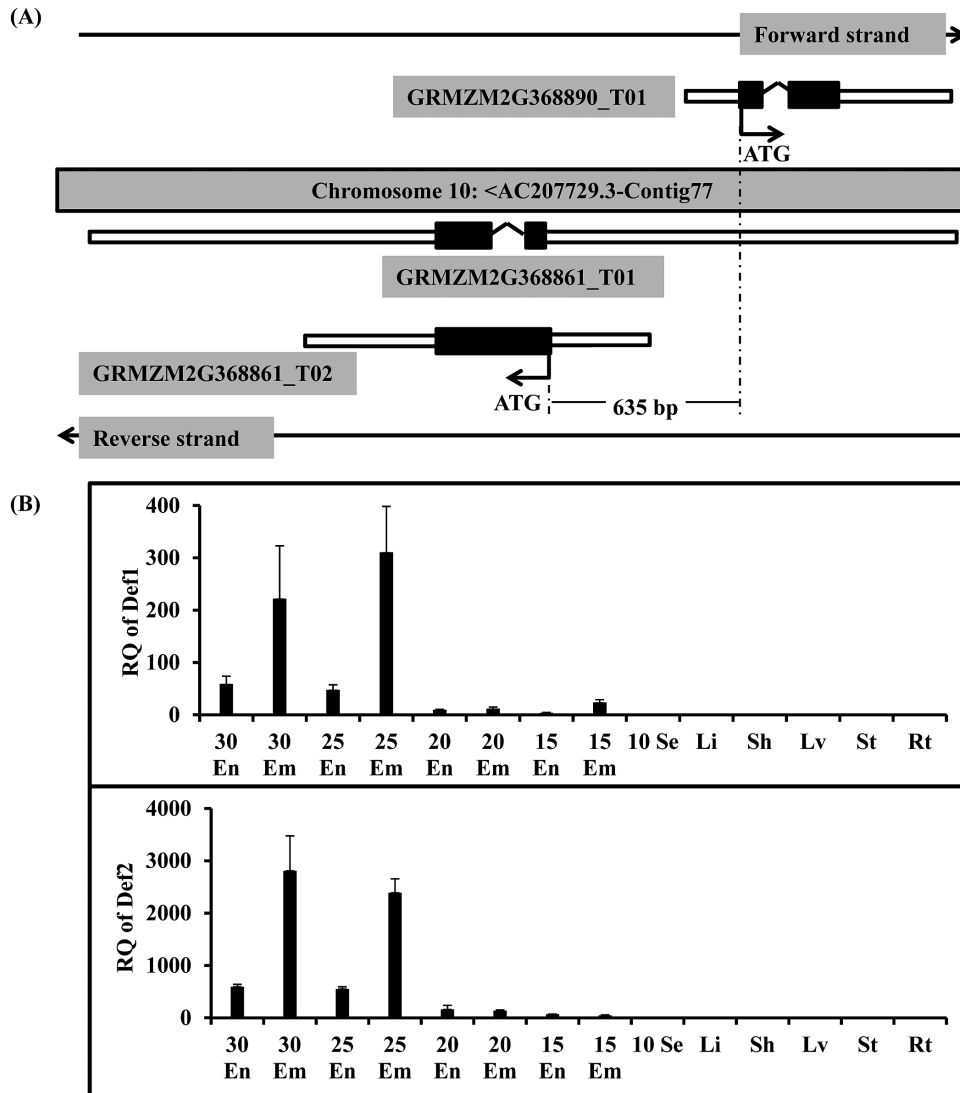 (A)
Forward strand
GRMZM2G368890_T01
ATG
Chromosome 10: <AC207729.3-Contig77
GRMZM2G368861_T01
GRMZM2G368861_T02
ATG
635 bp
Reverse strand
(B)
RQ of Def1
400
300
200
100
0
30 En
30 Em
25 En
25 Em
20 En
20 Em
15 En
15 Em
10 Se
Li
Sh
Lv
St
Rt
RQ of Def2
4000
3000
2000
1000
0
30 En
30 Em
25 En
25 Em
20 En
20 Em
15 En
15 Em
10 Se
Li
Sh
Lv
St
Rt